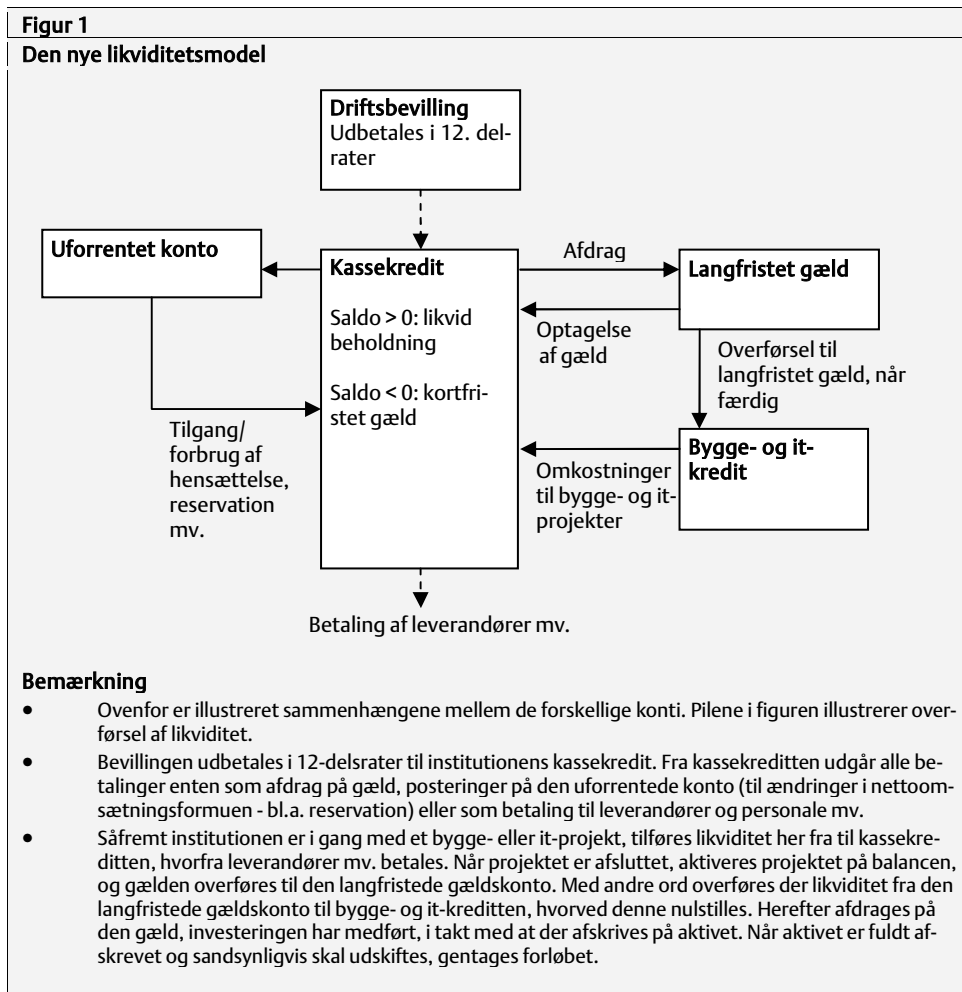 Figur 1
Den nye likviditetsmodel
Driftsbevilling
Udbetales i 12. del-
rater
Uforrentet konto
Kassekredit
Saldo > 0: likvid
beholdning
Saldo < 0: kortfri-
stet gæld
Afdrag
Langfristet gæld
Optagelse
af gæld
Overførsel til
langfristet gæld, når
færdig
Tilgang/
forbrug af
hensættelse,
reservation
mv.
Bygge- og it-
kredit
Omkostninger
til bygge- og it-
projekter
Betaling af leverandører mv.
Bemærkning
• Ovenfor er illustreret sammenhængene mellem de forskellige konti. Pilene i figuren illustrerer over-
førsel af likviditet.
• Bevillingen udbetales i 12-delsrater til institutionens kassekredit. Fra kassekreditten udgår alle be-
talinger enten som afdrag på gæld, posteringer på den uforrentede konto (til ændringer i nettoom-
sætningsformuen - bl.a. reservation) eller som betaling til leverandører og personale mv.
• Såfremt institutionen er i gang med et bygge- eller it-projekt, tilføres likviditet her fra til kassekre-
ditten, hvorfra leverandører mv. betales. Når projektet er afsluttet, aktiveres projektet på balancen,
og gælden overføres til den langfristede gældskonto. Med andre ord overføres der likviditet fra den
langfristede gældskonto til bygge- og it-kreditten, hvorved denne nulstilles. Herefter afdrages på
den gæld, investeringen har medført, i takt med at der afskrives på aktivet. Når aktivet er fuldt af-
skrevet og sandsynligvis skal udskiftes, gentages forløbet.